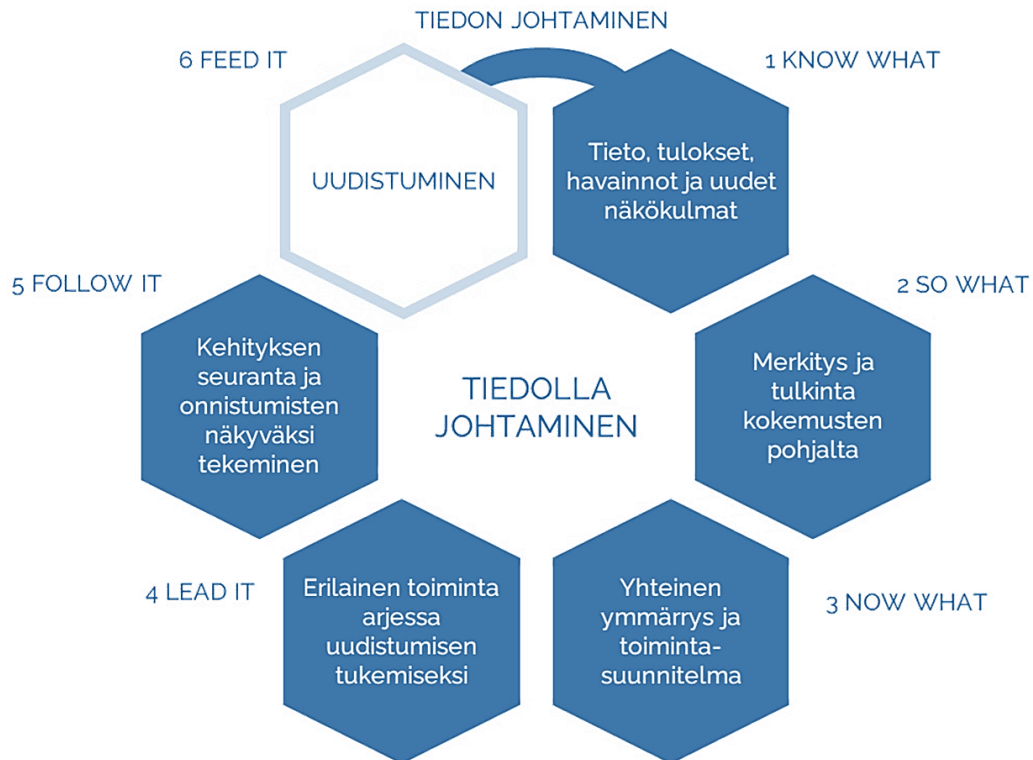 TIEDON JOHTAMINEN
6 FEED IT
1 KNOW WHAT
UUDISTUMINEN
Tieto, tulokset,
havainnot ja uudet
näkökulmat
5 FOLLOW IT
2 SO WHAT
Kehityksen
seuranta ja
onnistumisten
näkyväksi
tekeminen
TIEDOLLA
JOHTAMINEN
Merkitys ja
tulkinta
kokemusten
pohjalta
4 LEAD IT
Erilainen toiminta
arjessa
uudistumisen
tukemiseksi
Yhteinen
ymmärrys ja
toiminta-
suunnitelma
3 NOW WHAT